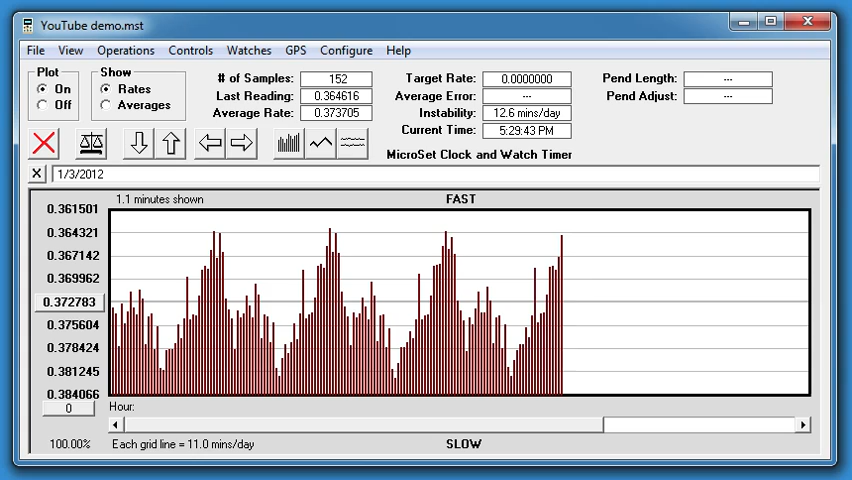 YouTube demo.mst
File View Operations Controls Watches GPS Configure Help
Plot
On
Off
Show
Rates
Averages
# of Samples: 152
Last Reading: 0.364616
Average Rate: 0.373705
Target Rate: 0.0000000
Average Error: ---
Instability: 12.6 mins/day
Current Time: 5:29:43 PM
Pend Length: ---
Pend Adjust: ---
MicroSet Clock and Watch Timer
X 1/3/2012
1.1 minutes shown FAST
0.361501
0.364321
0.367142
0.369962
0.372783
0.375604
0.378424
0.381245
0.384066
0 Hour:
100.00% Each grid line = 11.0 mins/day SLOW